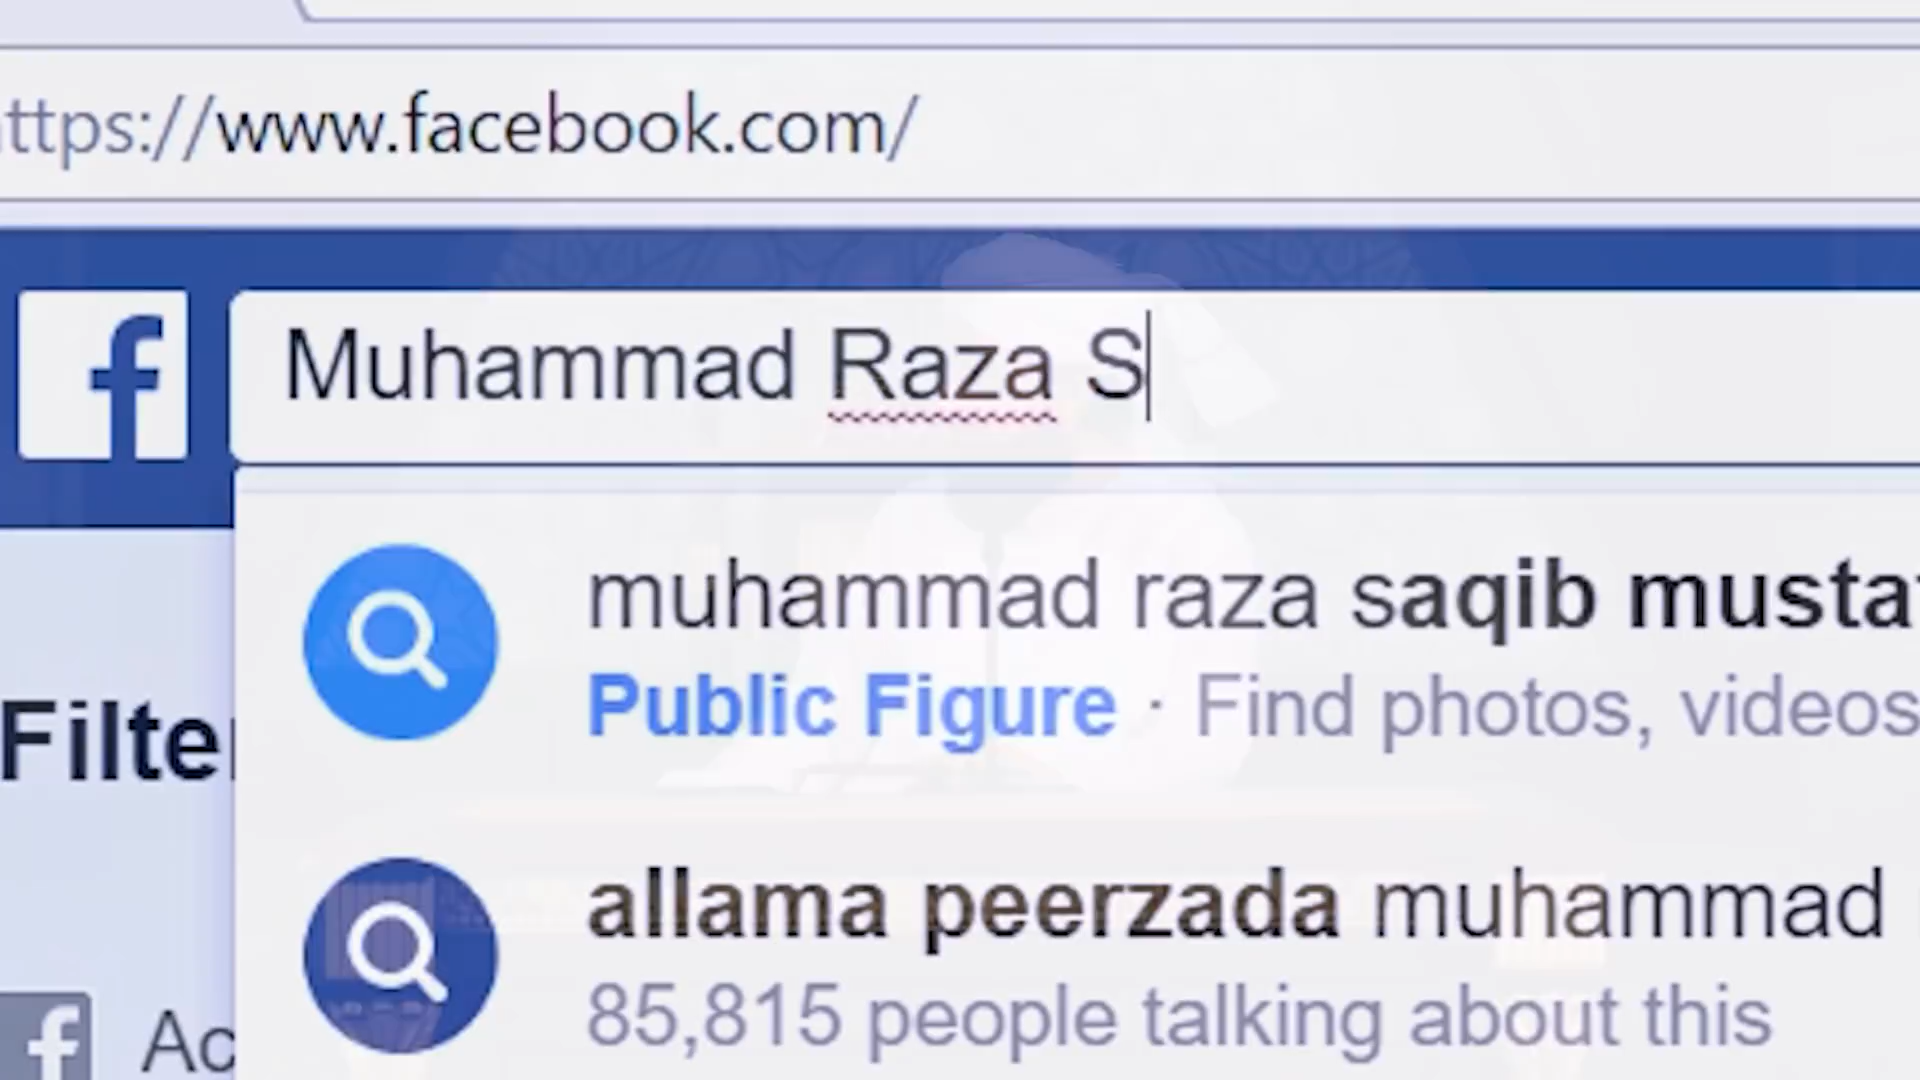 ttps://www.facebook.com/
f
Muhammad Raza S
muhammad raza saqib musta
Public Figure · Find photos, videos
Filte
allama peerzada muhammad
85,815 people talking about this
f Ac